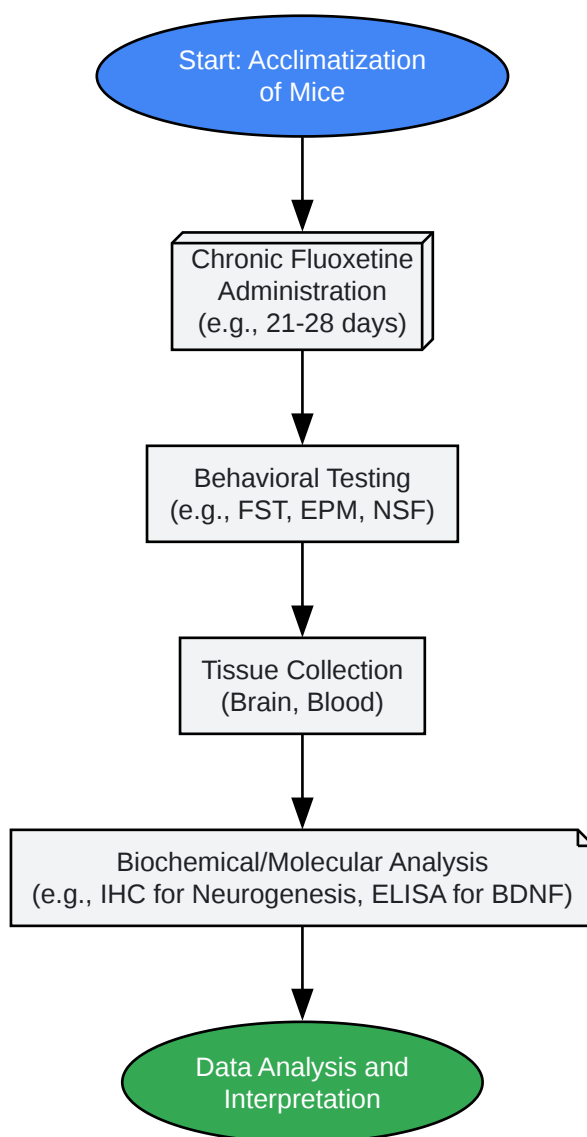 Start: Acclimatization
of Mice
Chronic Fluoxetine
Administration
(e.g., 21-28 days)
Behavioral Testing
(e.g., FST, EPM, NSF)
Tissue Collection
(Brain, Blood)
Biochemical/Molecular Analysis
(e.g., IHC for Neurogenesis, ELISA for BDNF)
Data Analysis and
Interpretation